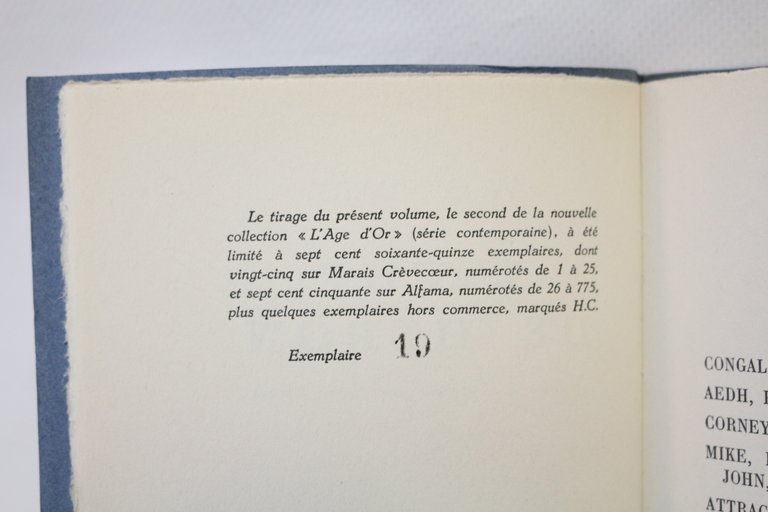 Le tirage du présent volume, le second de la nouvelle
collection « L'Age d'Or » (série contemporaine), à été
limité à sept cent soixante-quinze exemplaires, dont
vingt-cinq sur Marais Crèvecœur, numérotés de 1 à 25,
et sept cent cinquante sur Alfama, numérotés de 26 à 775,
plus quelques exemplaires hors commerce, marqués H.C.
Exemplaire 19
CONGAL
AEDH,
CORNEY
MIKE,
JOHN,
ATTRAC